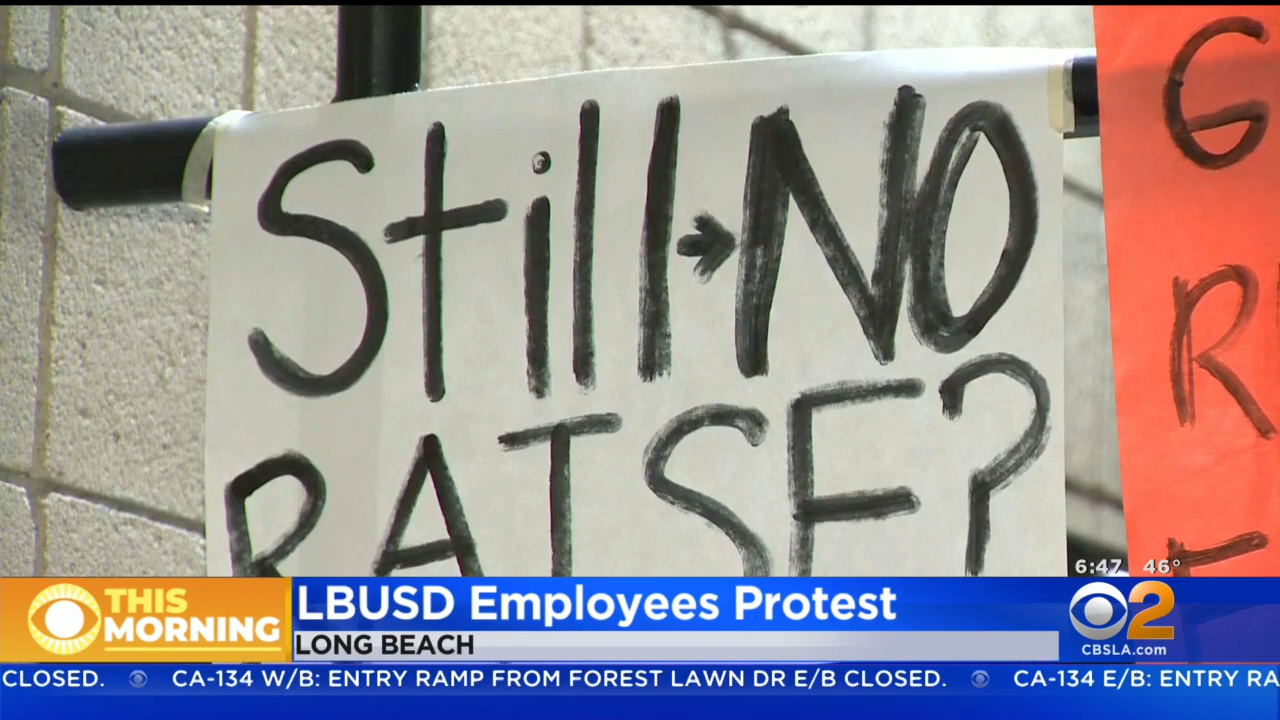 Still→NO
RAISE?
G
R
6:47 46°
THIS
MORNING
LBUSD Employees Protest
LONG BEACH
2
CBSLA.com
CLOSED. CA-134 W/B: ENTRY RAMP FROM FOREST LAWN DR E/B CLOSED. CA-134 E/B: ENTRY RA